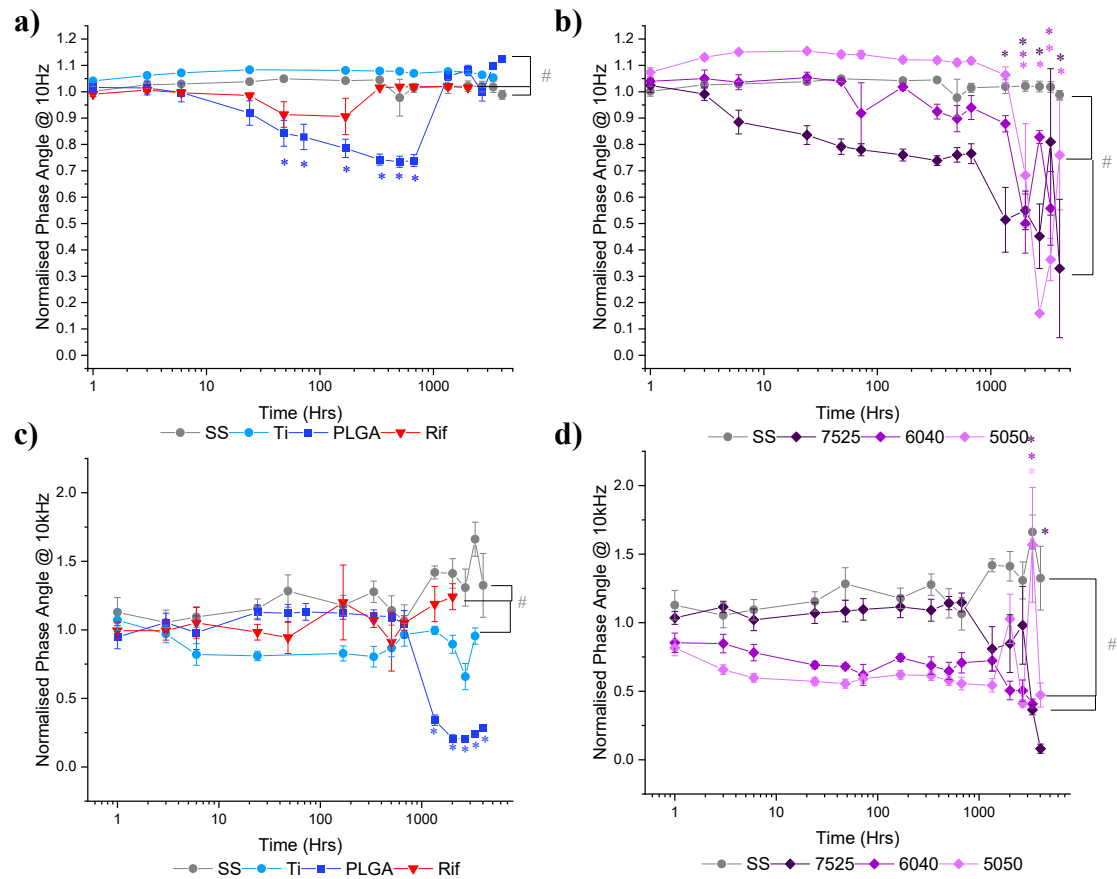 a)
1.2
1.1
1.0
0.9
0.8
0.7
0.6
0.5
0.4
0.3
0.2
0.1
0.0
Normalised Phase Angle @ 10Hz
* * * * * *
#
1 10 100 1000
Time (Hrs)
SS Ti PLGA Rif
b)
1.2
1.1
1.0
0.9
0.8
0.7
0.6
0.5
0.4
0.3
0.2
0.1
0.0
Normalised Phase Angle @ 10Hz
* * * * * * * * * *
#
1 10 100 1000
Time (Hrs)
SS 7525 6040 5050
c)
2.0
1.5
1.0
0.5
0.0
Normalised Phase Angle @ 10kHz
* * * * *
#
1 10 100 1000
Time (Hrs)
SS Ti PLGA Rif
d)
2.0
1.5
1.0
0.5
0.0
Normalised Phase Angle @ 10kHz
* * * *
#
1 10 100 1000
Time (Hrs)
SS 7525 6040 5050